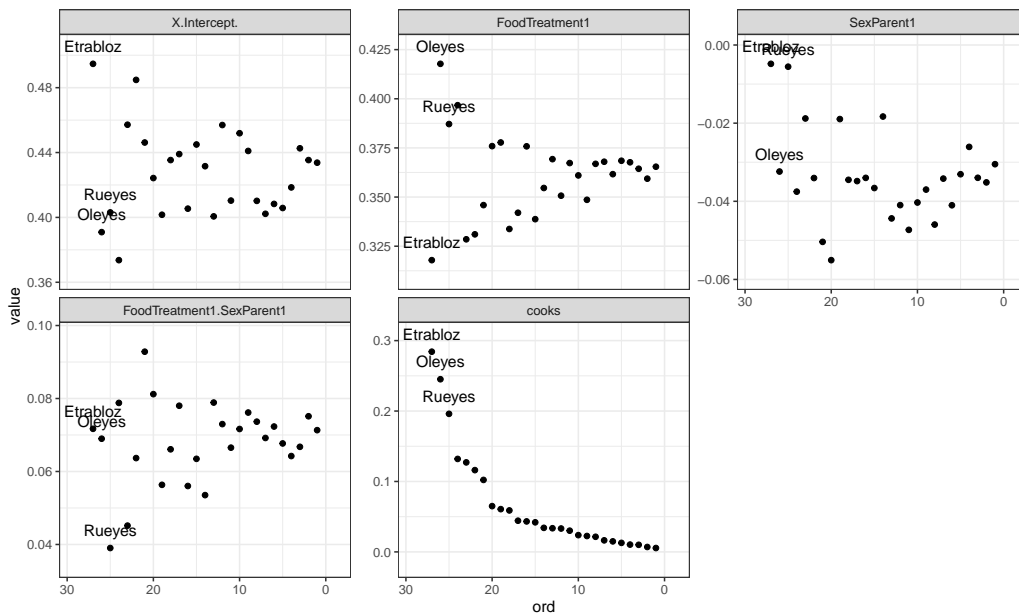 X.Intercept.
Etrabloz
Rueyes
Oleyes
0.48
0.44
0.40
0.36
FoodTreatment1
Oleyes
Rueyes
Etrabloz
0.425
0.400
0.375
0.350
0.325
SexParent1
Etrabloz
Rueyes
Oleyes
0.00
−0.02
−0.04
−0.06
30 20 10 0
value
FoodTreatment1.SexParent1
Etrabloz
Oleyes
Rueyes
0.10
0.08
0.06
0.04
30 20 10 0
cooks
Etrabloz
Oleyes
Rueyes
0.3
0.2
0.1
0.0
30 20 10 0
ord